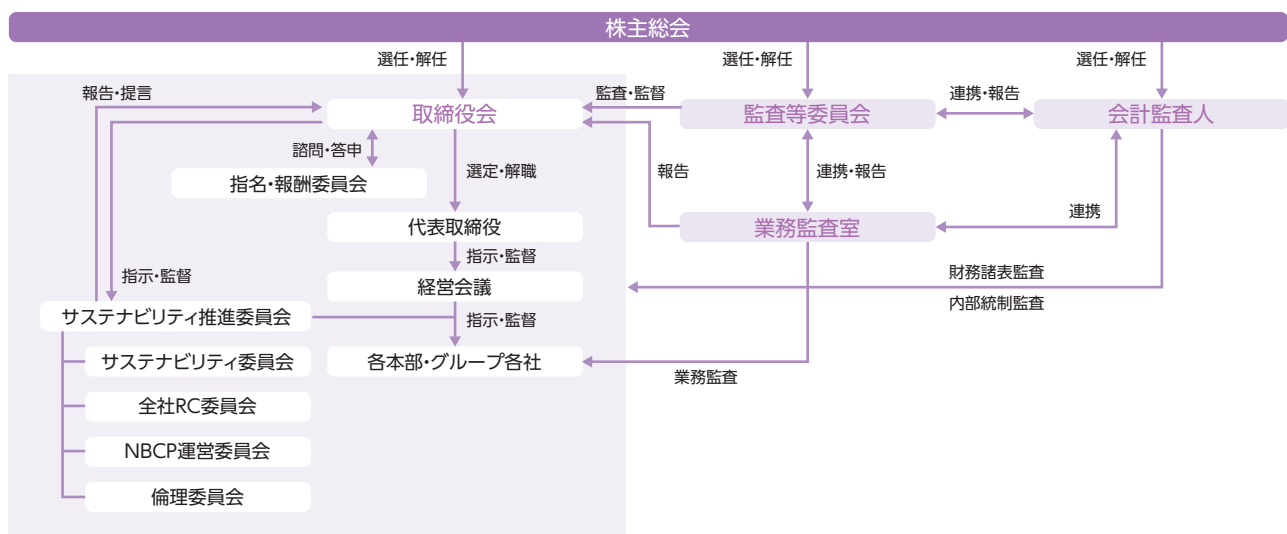 株主総会
選任・解任
選任・解任
選任・解任
報告・提言
取締役会
監査・監督
監査等委員会
連携・報告
会計監査人
諮問・答申
指名・報酬委員会
選定・解職
報告
連携・報告
代表取締役
業務監査室
連携
指示・監督
指示・監督
経営会議
財務諸表監査
内部統制監査
サステナビリティ推進委員会
指示・監督
サステナビリティ委員会
各本部・グループ各社
業務監査
全社RC委員会
NBCP運営委員会
倫理委員会